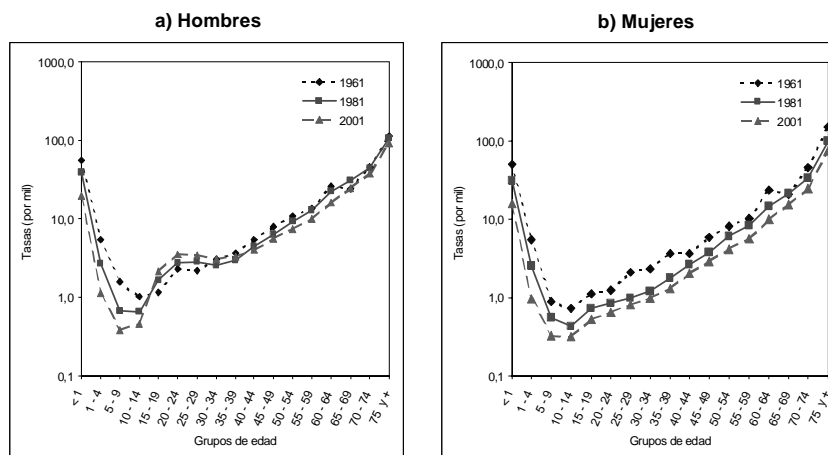 a) Hombres
1000,0
100,0
10,0
1,0
0,1
Tasas (por mil)
1961
1981
2001
< 1
1 - 4
5 - 9
10 - 14
15 - 19
20 - 24
25 - 29
30 - 34
35 - 39
40 - 44
45 - 49
50 - 54
55 - 59
60 - 64
65 - 69
70 - 74
75 y +
Grupos de edad
b) Mujeres
1000,0
100,0
10,0
1,0
0,1
Tasas (por mil)
1961
1981
2001
< 1
1 - 4
5 - 9
10 - 14
15 - 19
20 - 24
25 - 29
30 - 34
35 - 39
40 - 44
45 - 49
50 - 54
55 - 59
60 - 64
65 - 69
70 - 74
75 y +
Grupos de edad